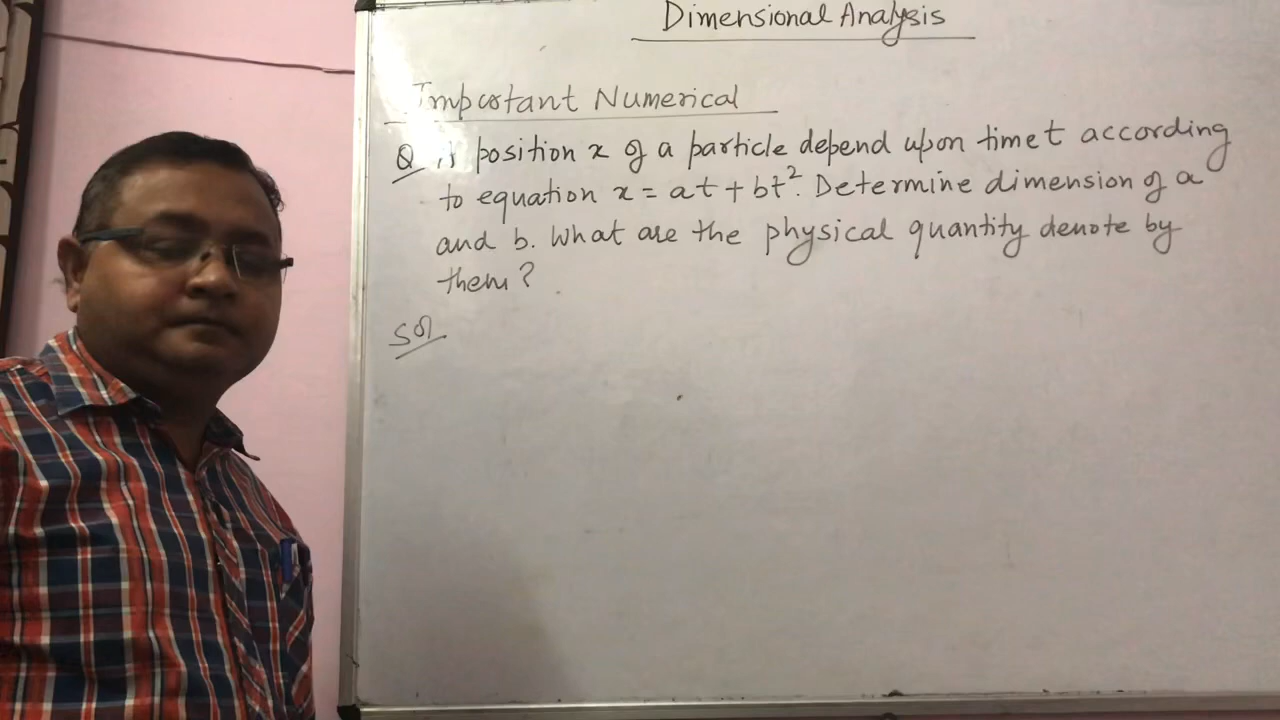 Dimensional Analysis
Important Numerical
Q If position x of a particle depend upon time t according
to equation x = at + bt². Determine dimension of a
and b. What are the physical quantity denote by
them?
Sol